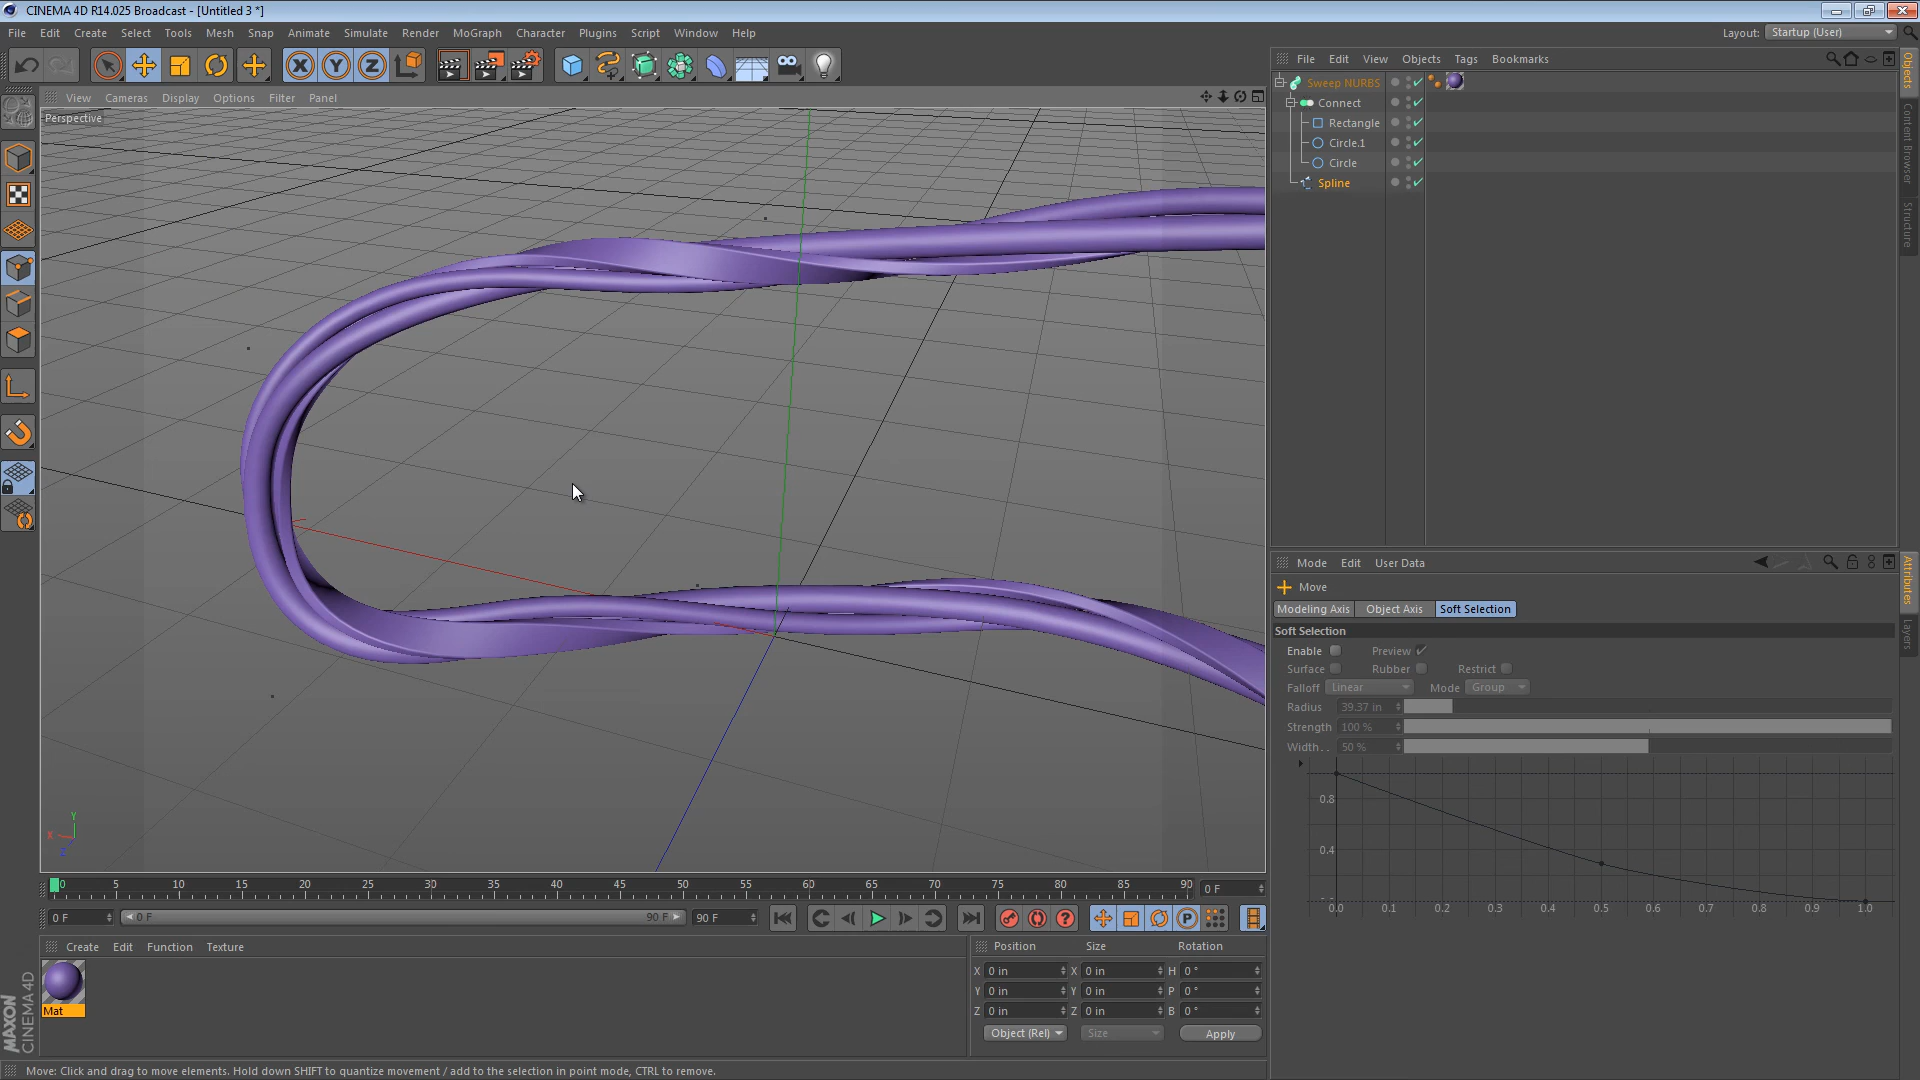 CINEMA 4D R14.025 Broadcast - [Untitled 3 *]
File Edit Create Select Tools Mesh Snap Animate Simulate Render MoGraph Character Plugins Script Window Help
Layout: Startup (User)
View Cameras Display Options Filter Panel
Perspective
X Y Z
File Edit View Objects Tags Bookmarks
Sweep NURBS
Connect
Rectangle
Circle.1
Circle
Spline
Objects
Content Browser
Structure
Mode Edit User Data
Move
Modeling Axis Object Axis Soft Selection
Soft Selection
Enable Preview
Surface Rubber Restrict
Falloff Linear Mode Group
Radius 39.37 in
Strength 100 %
Width. . 50 %
0.8
0.4
0.0 0.1 0.2 0.3 0.4 0.5 0.6 0.7 0.8 0.9 1.0
Attributes
Layers
Y
X
Z
0 5 10 15 20 25 30 35 40 45 50 55 60 65 70 75 80 85 90
0 F
0 F 0 F 90 F 90 F
Create Edit Function Texture
Mat
Position Size Rotation
X 0 in X 0 in H 0 °
Y 0 in Y 0 in P 0 °
Z 0 in Z 0 in B 0 °
Object (Rel) Size Apply
MAXON
CINEMA 4D
Move: Click and drag to move elements. Hold down SHIFT to quantize movement / add to the selection in point mode, CTRL to remove.